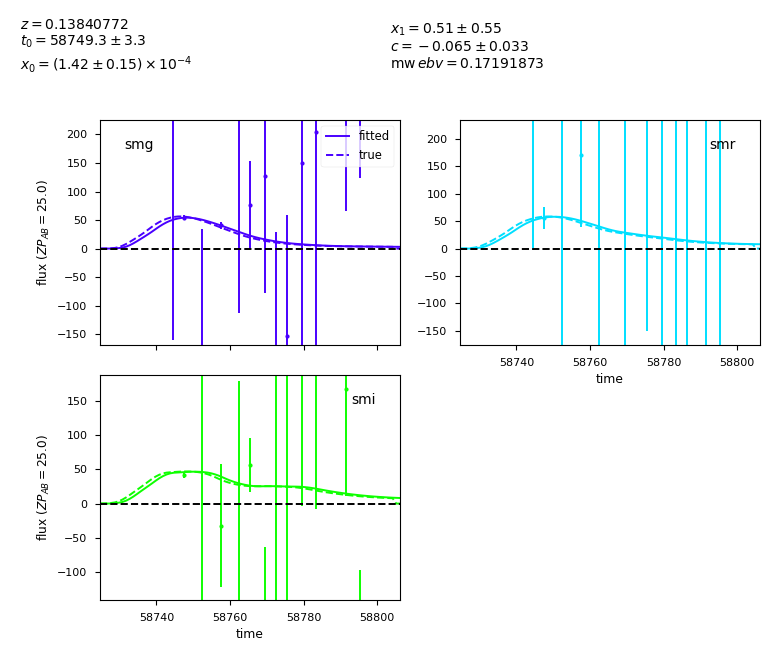 z = 0.13840772
t₀ = 58749.3 ± 3.3
x₀ = (1.42 ± 0.15) × 10⁻⁴
x₁ = 0.51 ± 0.55
c = −0.065 ± 0.033
mw ebv = 0.17191873
smg
fitted
true
200
150
100
50
0
−50
−100
−150
flux (ZP_AB = 25.0)
smr
200
150
100
50
0
−50
−100
−150
58740 58760 58780 58800
time
smi
150
100
50
0
−50
−100
flux (ZP_AB = 25.0)
58740 58760 58780 58800
time